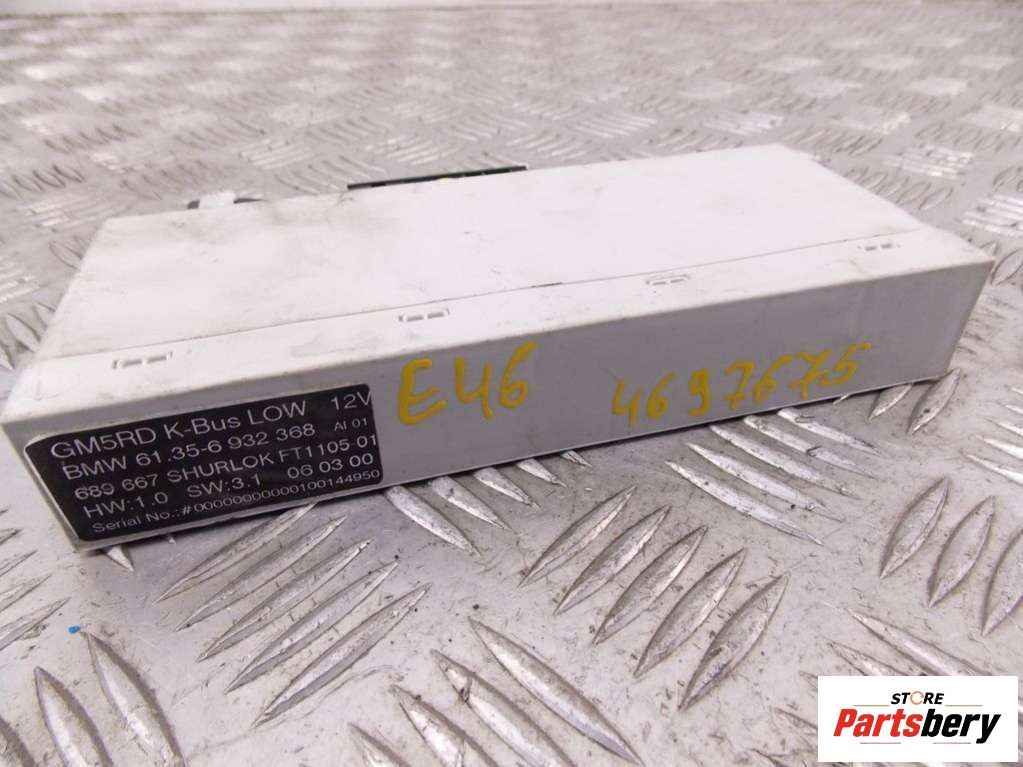 E46 4697675
GM5RD K-Bus LOW 12V
BMW 61.35-6 932 368 AI 01
689 667 SHURLOK FT1105-01
HW:1.0 SW:3.1 06 03 00
Serial No.:#00000000000100144950
STORE
Partsbery